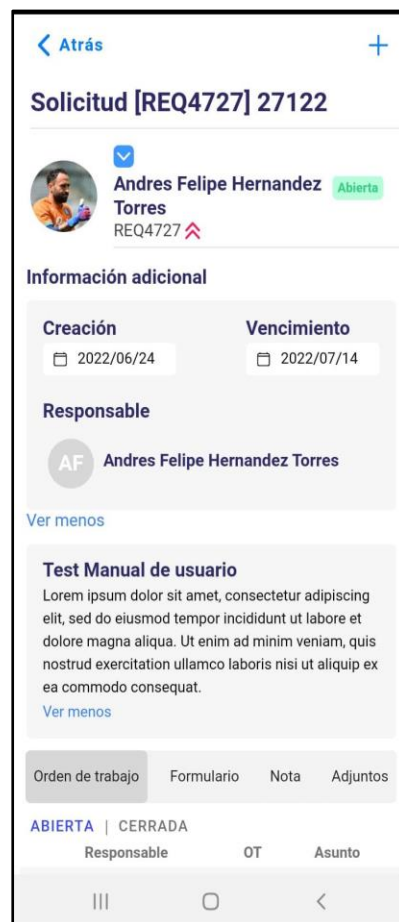 Atrás
Solicitud [REQ4727] 27122
Andres Felipe Hernandez Torres
Abierta
REQ4727
Información adicional
Creación
Vencimiento
2022/06/24
2022/07/14
Responsable
AF
Andres Felipe Hernandez Torres
Ver menos
Test Manual de usuario
Lorem ipsum dolor sit amet, consectetur adipiscing
elit, sed do eiusmod tempor incididunt ut labore et
dolore magna aliqua. Ut enim ad minim veniam, quis
nostrud exercitation ullamco laboris nisi ut aliquip ex
ea commodo consequat.
Ver menos
Orden de trabajo
Formulario
Nota
Adjuntos
ABIERTA | CERRADA
Responsable
OT
Asunto